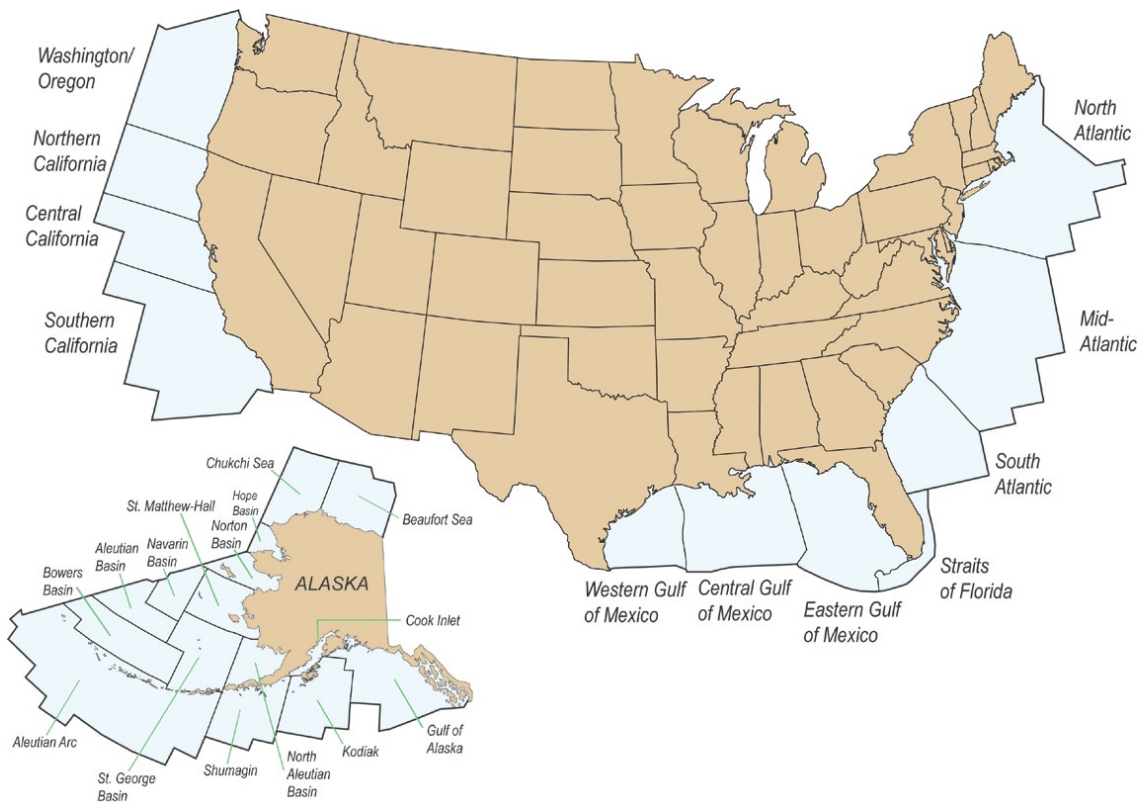 Washington/
Oregon
Northern
California
Central
California
Southern
California
North
Atlantic
Mid-
Atlantic
South
Atlantic
Straits
of Florida
Western Gulf
of Mexico
Central Gulf
of Mexico
Eastern Gulf
of Mexico
Chukchi Sea
Beaufort Sea
Hope
Basin
St. Matthew-Hall
Norton
Basin
Navarin
Basin
Aleutian
Basin
Bowers
Basin
ALASKA
Cook Inlet
Aleutian Arc
St. George
Basin
Shumagin
North
Aleutian
Basin
Kodiak
Gulf of
Alaska